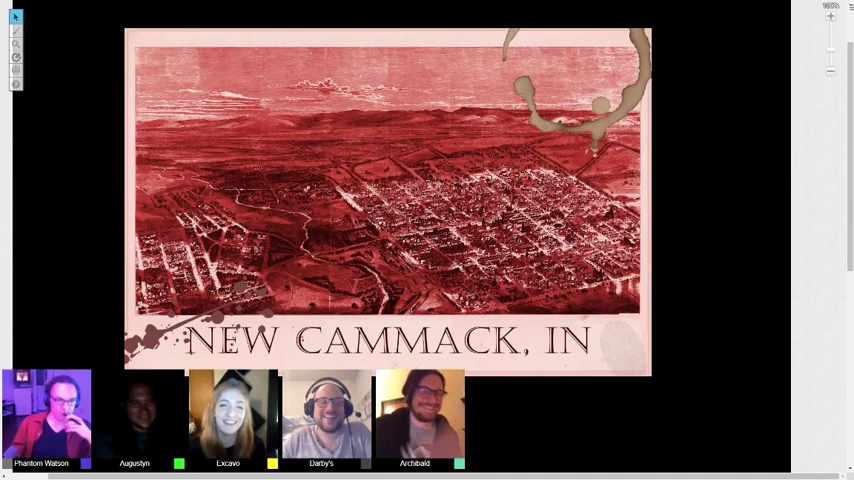 NEW CAMMACK, IN
Phantom Watson
Augustyn
Excavo
Darby's
Archibald